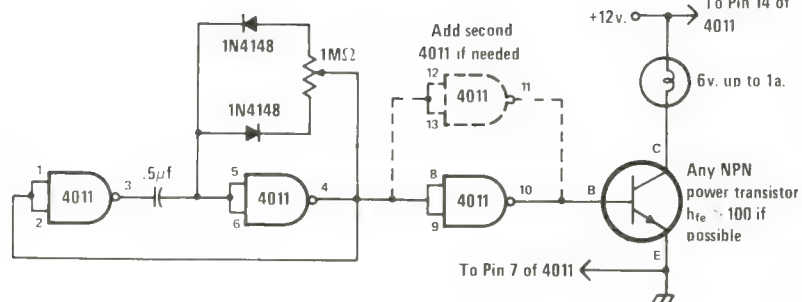 To Pin 14 of
4011
+12v.
Add second
4011 if needed
1N4148
1MΩ
1N4148
12
13
4011
11
6v. up to 1a.
C
1
2
4011
3
.5μf
5
6
4011
4
8
9
4011
10
B
Any NPN
power transistor
hfe > 100 if
possible
E
To Pin 7 of 4011